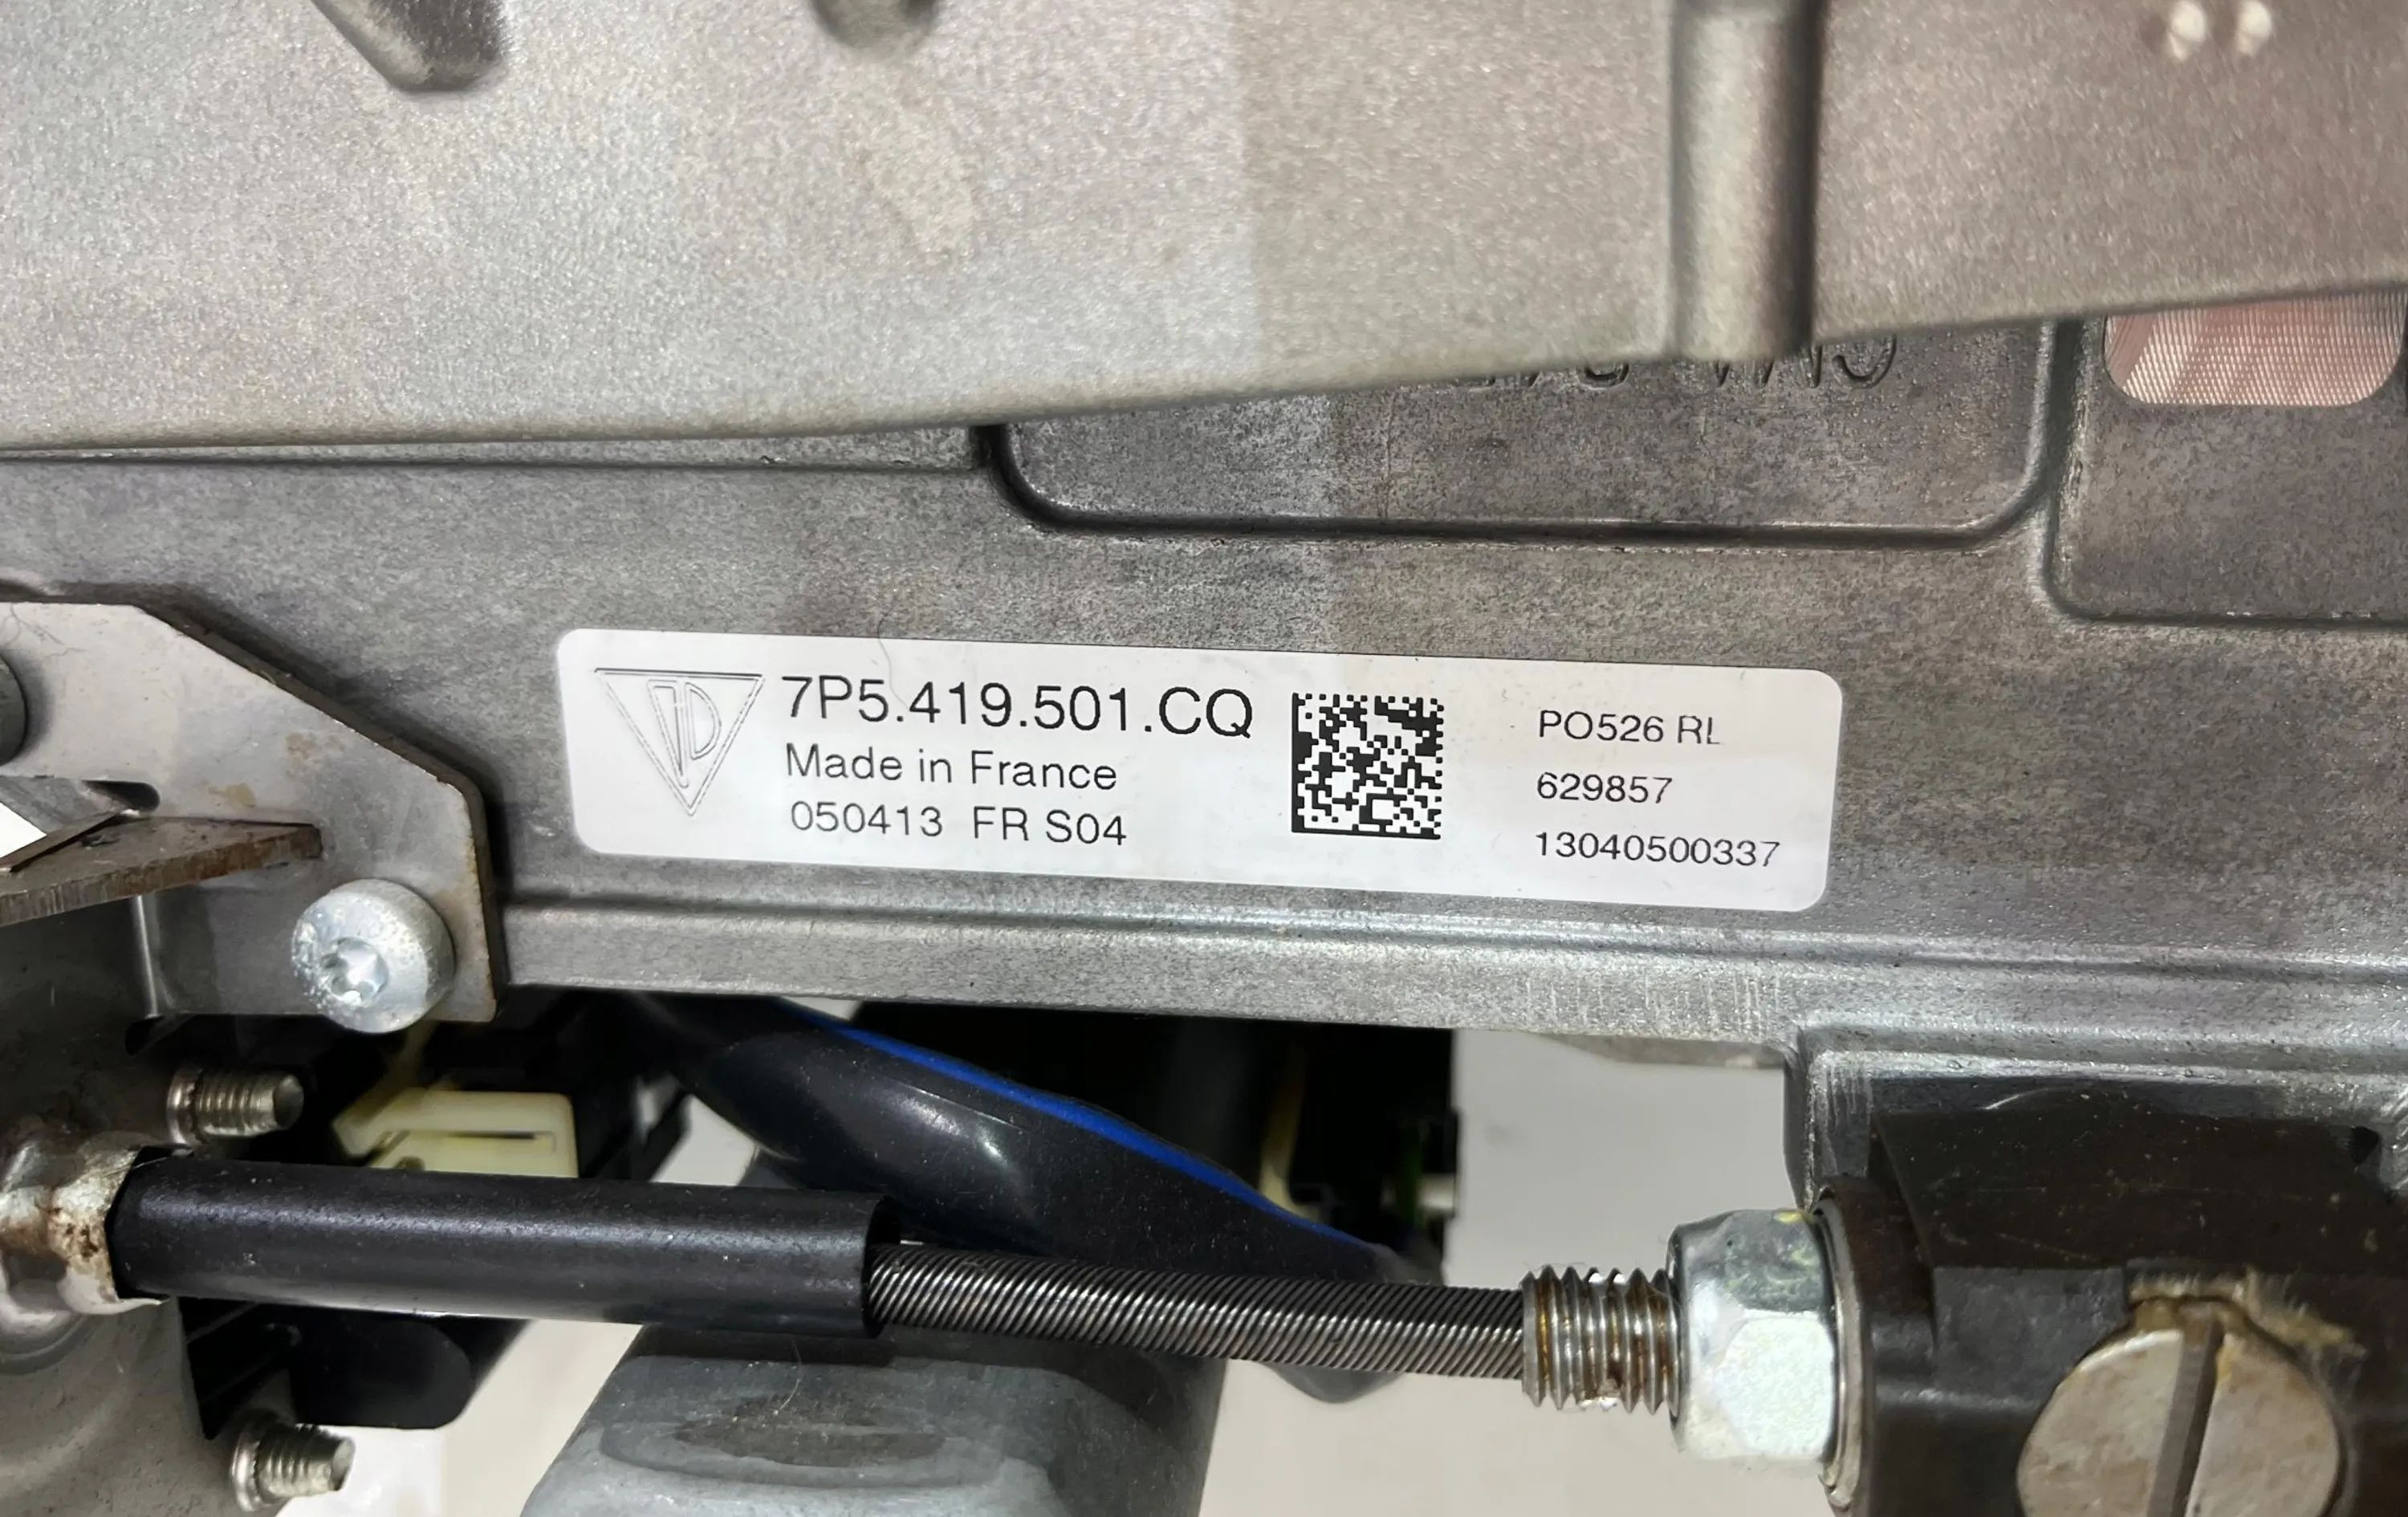 7P5.419.501.CQ
Made in France
050413 FR S04
PO526 RL
629857
13040500337